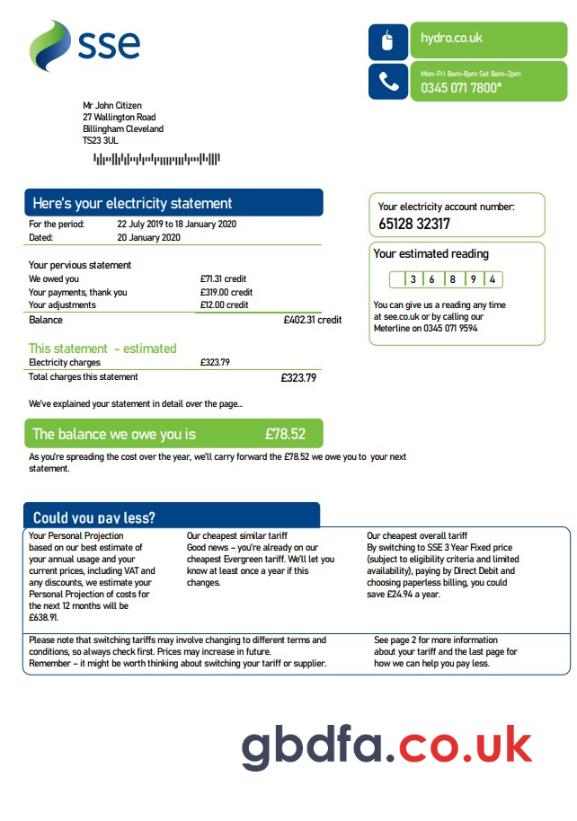 sse
hydro.co.uk
Mon-Fri 8am-8pm Sat 8am-2pm
0345 071 7800*
Mr John Citizen
27 Wallington Road
Billingham Cleveland
TS23 3UL
Here's your electricity statement
For the period: 22 July 2019 to 18 January 2020
Dated: 20 January 2020
Your electricity account number:
65128 32317
Your estimated reading
3 6 8 9 4
You can give us a reading any time
at see.co.uk or by calling our
Meterline on 0345 071 9594
Your pervious statement
We owed you £71.31 credit
Your payments, thank you £319.00 credit
Your adjustments £12.00 credit
Balance £402.31 credit
This statement - estimated
Electricity charges £323.79
Total charges this statement £323.79
We've explained your statement in detail over the page...
The balance we owe you is £78.52
As you're spreading the cost over the year, we'll carry forward the £78.52 we owe you to your next
statement.
Could you pay less?
Your Personal Projection
based on our best estimate of
your annual usage and your
current prices, including VAT and
any discounts, we estimate your
Personal Projection of costs for
the next 12 months will be
£638.91.
Our cheapest similar tariff
Good news – you're already on our
cheapest Evergreen tariff. We'll let you
know at least once a year if this
changes.
Our cheapest overall tariff
By switching to SSE 3 Year Fixed price
(subject to eligibility criteria and limited
availability), paying by Direct Debit and
choosing paperless billing, you could
save £24.94 a year.
Please note that switching tariffs may involve changing to different terms and
conditions, so always check first. Prices may increase in future.
Remember – it might be worth thinking about switching your tariff or supplier.
See page 2 for more information
about your tariff and the last page for
how we can help you pay less.
gbdfa.co.uk